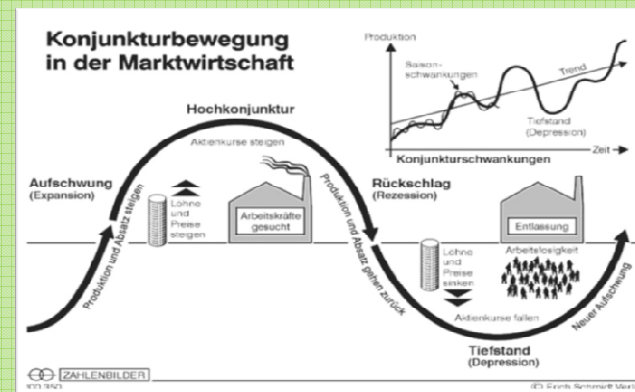 Konjunkturbewegung
in der Marktwirtschaft
Produktion
Saison-
schwankungen
Trend
Tiefstand
(Depression)
Zeit
Konjunkturschwankungen
Hochkonjunktur
Aktienkurse steigen
Aufschwung
(Expansion)
Produktion und Absatz steigen
Löhne
und
Preise
steigen
Arbeitskräfte
gesucht
Produktion und Absatz gehen zurück
Rückschlag
(Rezession)
Löhne
und
Preise
sinken
Entlassung
Arbeitslosigkeit
Aktienkurse fallen
Neuer Aufschwung
Tiefstand
(Depression)
ZAHLENBILDER
© Erich Schmidt Verl